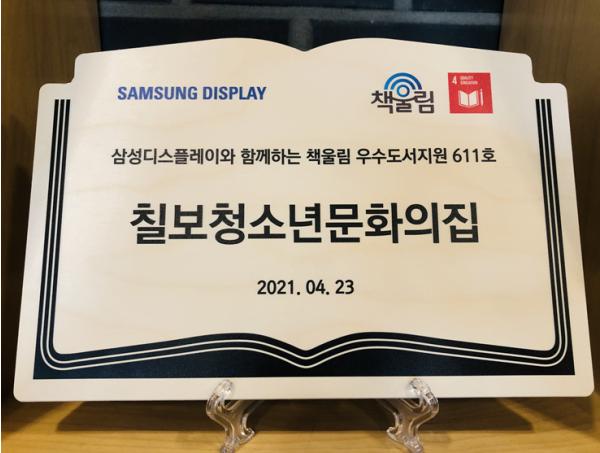 SAMSUNG DISPLAY
책울림
4 QUALITY EDUCATION
삼성디스플레이와 함께하는 책울림 우수도서지원 611호
칠보청소년문화의집
2021. 04. 23